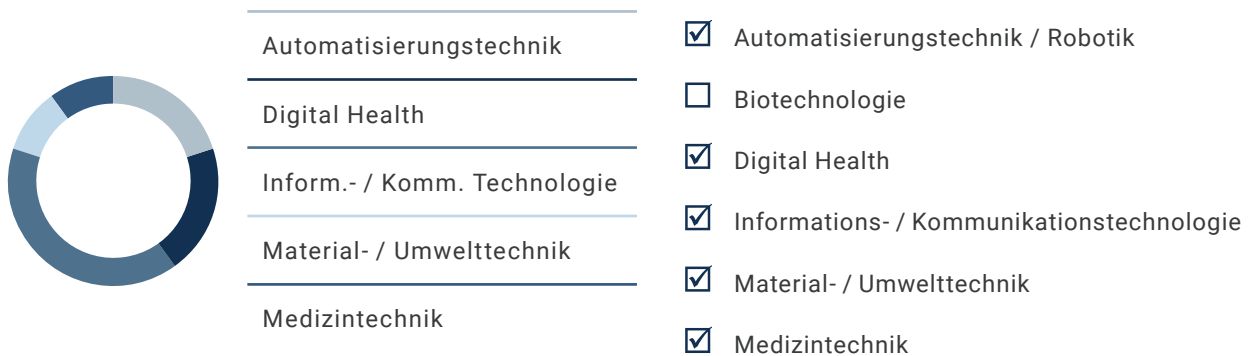 Automatisierungstechnik
Digital Health
Inform.- / Komm. Technologie
Material- / Umwelttechnik
Medizintechnik
Automatisierungstechnik / Robotik
Biotechnologie
Digital Health
Informations- / Kommunikationstechnologie
Material- / Umwelttechnik
Medizintechnik